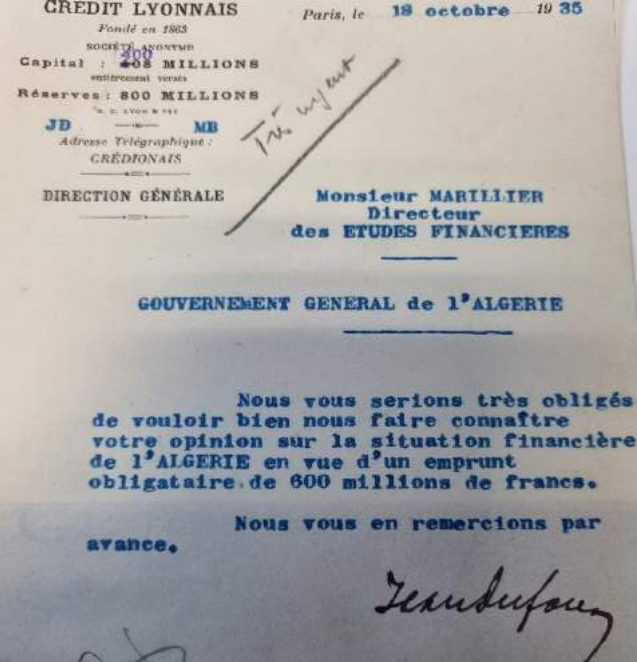 CREDIT LYONNAIS
Fondé en 1863
SOCIÉTÉ ANONYME
Capital : 400 408 MILLIONS
entièrement versés
Réserves : 800 MILLIONS
R. C. LYON B
JD MB
Adresse Télégraphique :
CRÉDIONAIS
DIRECTION GÉNÉRALE
Paris, le 18 octobre 1935
Très urgent
Monsieur MARILLIER
Directeur
des ETUDES FINANCIERES
GOUVERNEMENT GENERAL de l'ALGERIE
Nous vous serions très obligés
de vouloir bien nous faire connaître
votre opinion sur la situation financière
de l'ALGERIE en vue d'un emprunt
obligataire de 600 millions de francs.
Nous vous en remercions par
avance.